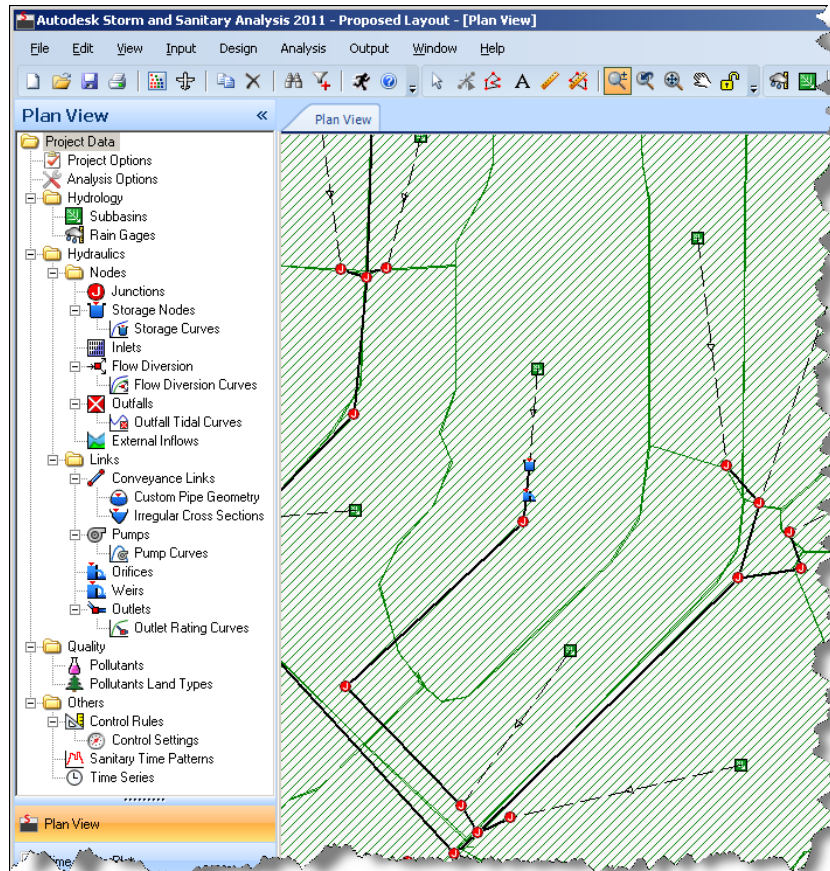 Autodesk Storm and Sanitary Analysis 2011 - Proposed Layout - [Plan View]
File Edit View Input Design Analysis Output Window Help
Plan View
Plan View
Project Data
Project Options
Analysis Options
Hydrology
Subbasins
Rain Gages
Hydraulics
Nodes
Junctions
Storage Nodes
Storage Curves
Inlets
Flow Diversion
Flow Diversion Curves
Outfalls
Outfall Tidal Curves
External Inflows
Links
Conveyance Links
Custom Pipe Geometry
Irregular Cross Sections
Pumps
Pump Curves
Orifices
Weirs
Outlets
Outlet Rating Curves
Quality
Pollutants
Pollutants Land Types
Others
Control Rules
Control Settings
Sanitary Time Patterns
Time Series
Plan View